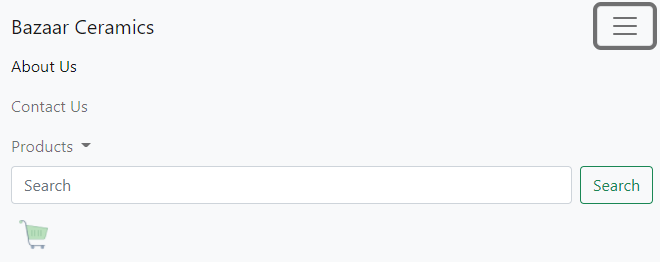 Bazaar Ceramics
About Us
Contact Us
Products
Search Search